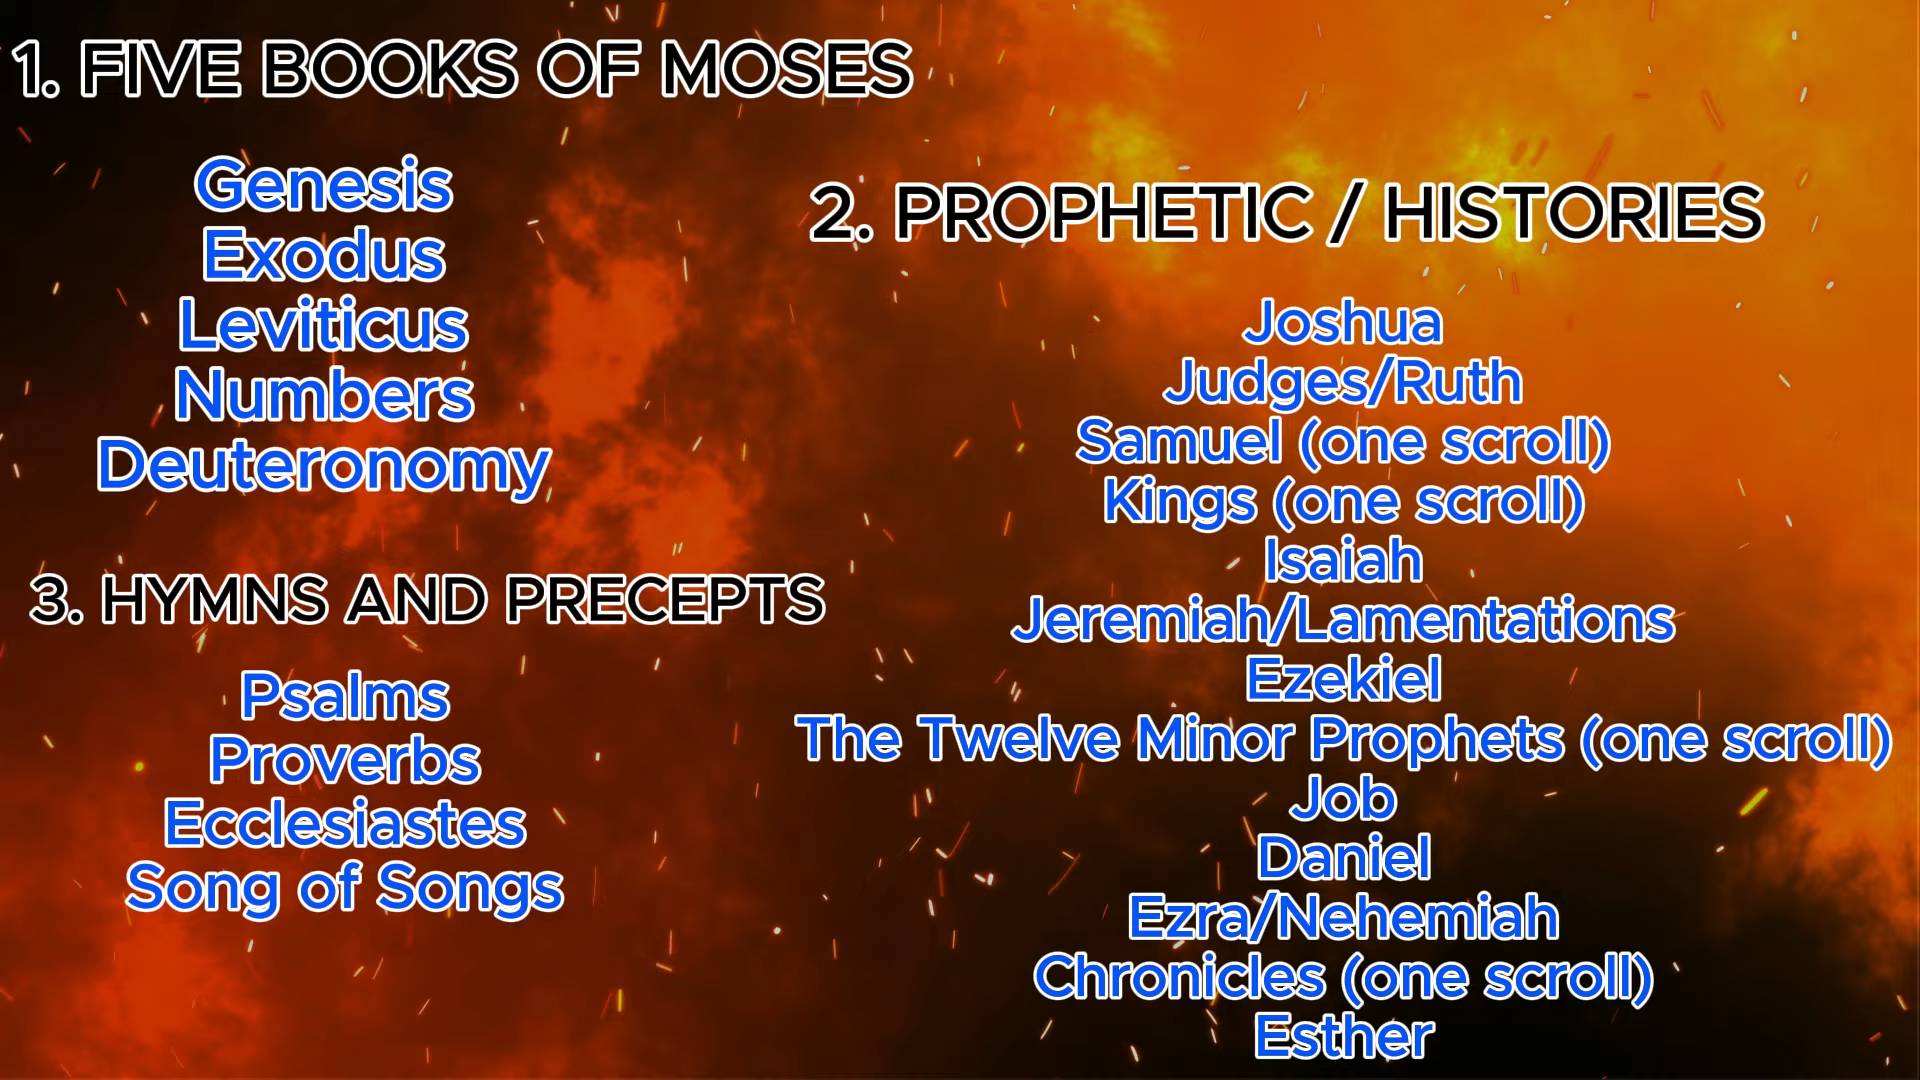 1. FIVE BOOKS OF MOSES
Genesis
Exodus
Leviticus
Numbers
Deuteronomy
2. PROPHETIC / HISTORIES
Joshua
Judges/Ruth
Samuel (one scroll)
Kings (one scroll)
Isaiah
Jeremiah/Lamentations
Ezekiel
The Twelve Minor Prophets (one scroll)
Job
Daniel
Ezra/Nehemiah
Chronicles (one scroll)
Esther
3. HYMNS AND PRECEPTS
Psalms
Proverbs
Ecclesiastes
Song of Songs